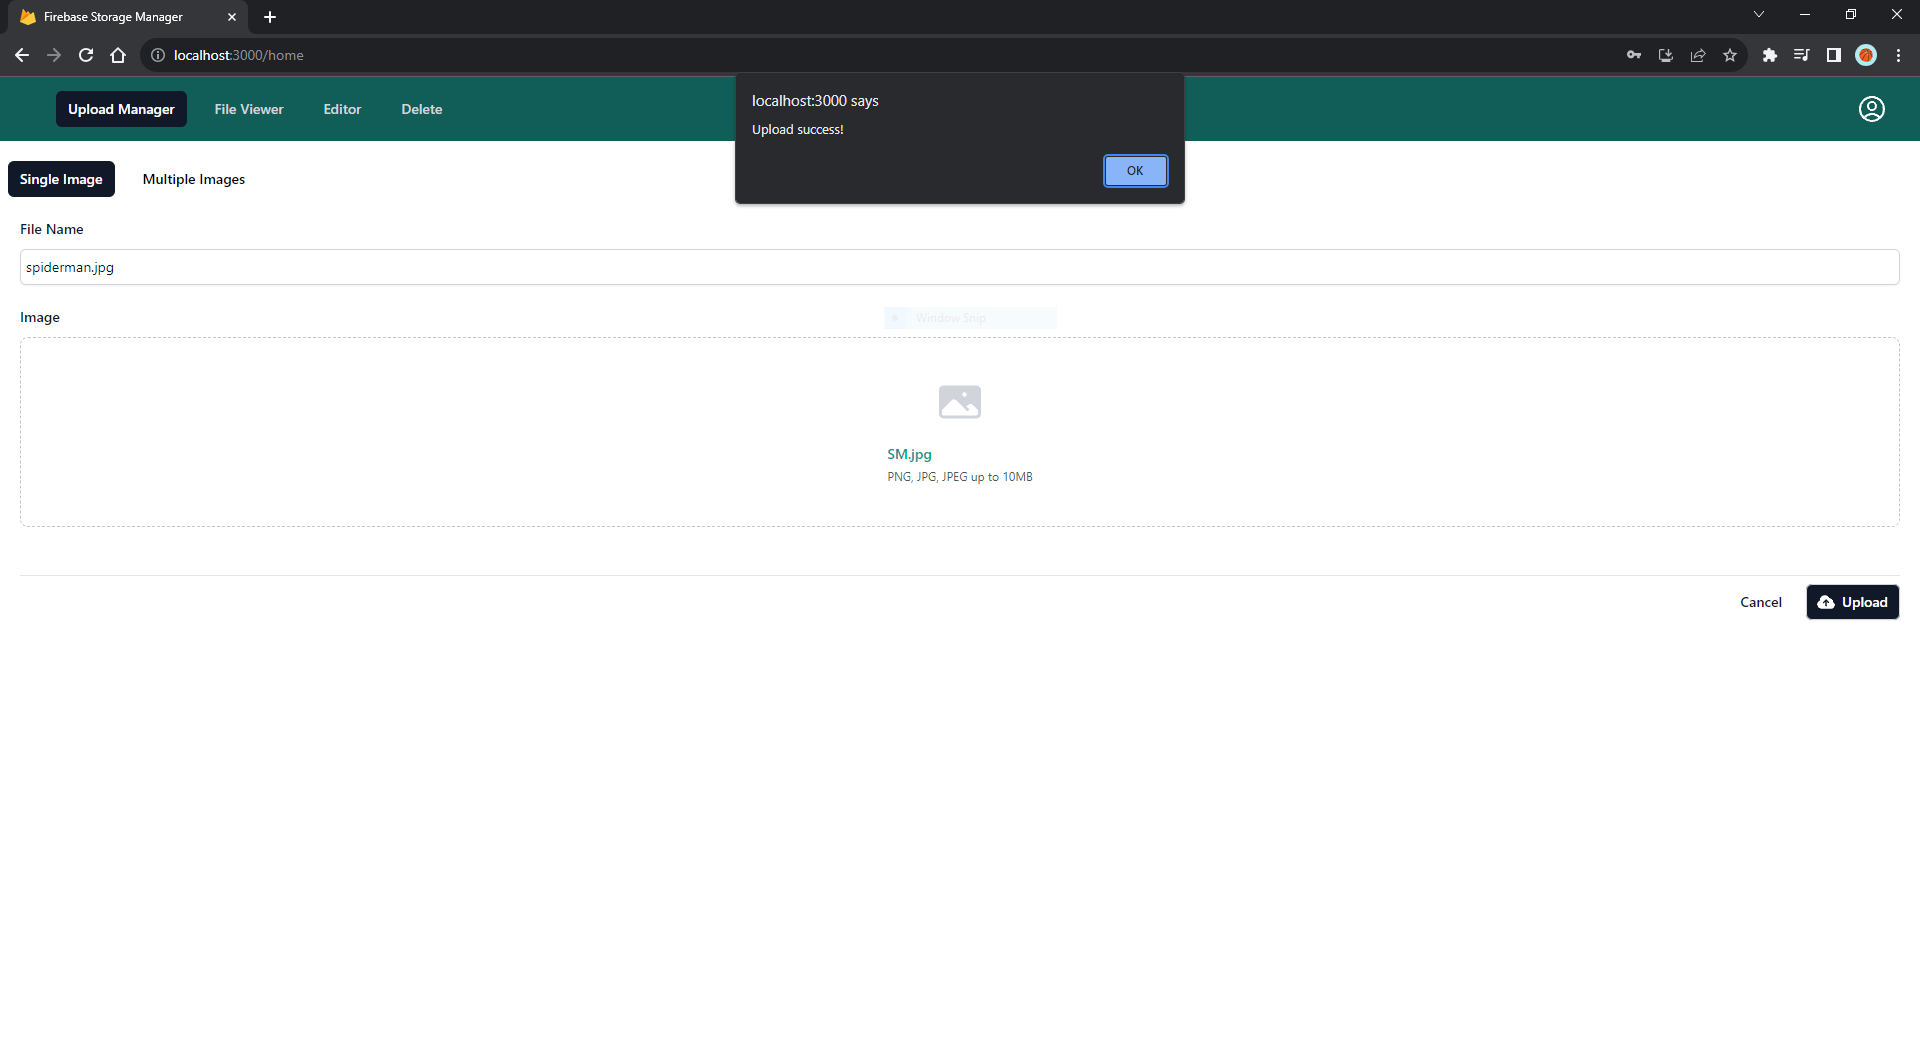 Firebase Storage Manager
localhost:3000/home
Upload Manager
File Viewer
Editor
Delete
localhost:3000 says
Upload success!
OK
Single Image
Multiple Images
File Name
spiderman.jpg
Image
Window Snip
SM.jpg
PNG, JPG, JPEG up to 10MB
Cancel
Upload